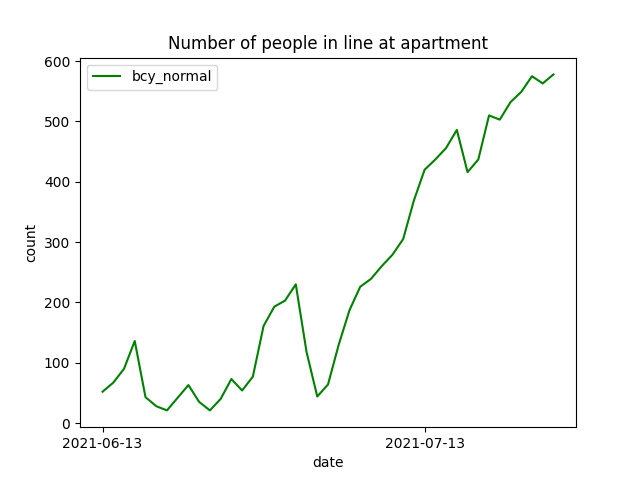 Number of people in line at apartment
bcy_normal
600
500
400
300
200
100
0
count
2021-06-13 2021-07-13
date